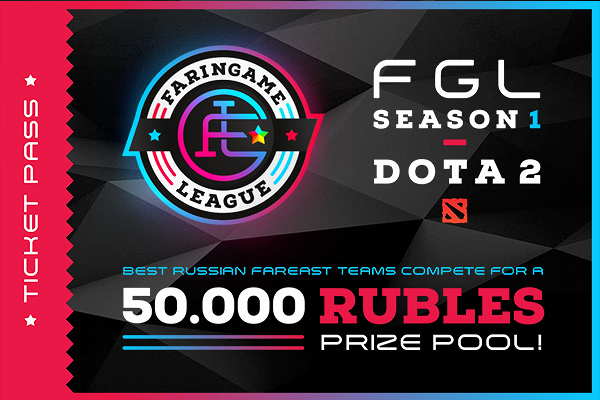 TICKET PASS
FARINGAME
LEAGUE
FGL
SEASON 1
DOTA 2
BEST RUSSIAN FAREAST TEAMS COMPETE FOR A
50.000 RUBLES
PRIZE POOL!